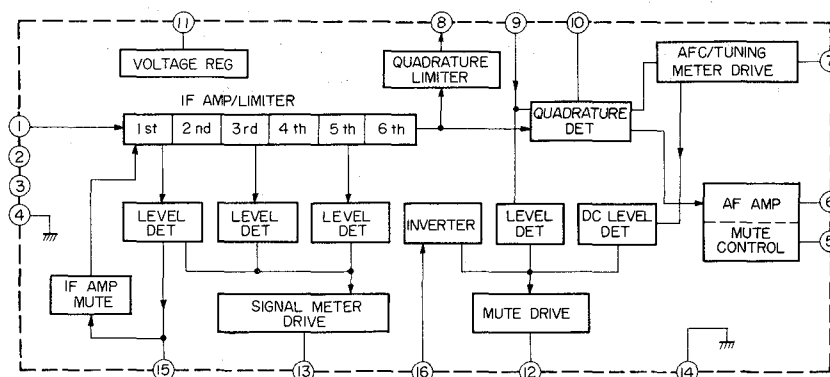 11
8
9
10
VOLTAGE REG
QUADRATURE
LIMITER
AFC/TUNING
METER DRIVE
7
IF AMP/LIMITER
1
1st
2nd
3rd
4th
5th
6th
QUADRATURE
DET
2
3
4
LEVEL
DET
LEVEL
DET
LEVEL
DET
INVERTER
LEVEL
DET
DC LEVEL
DET
AF AMP
6
MUTE
CONTROL
5
IF AMP
MUTE
SIGNAL METER
DRIVE
MUTE DRIVE
15
13
16
12
14